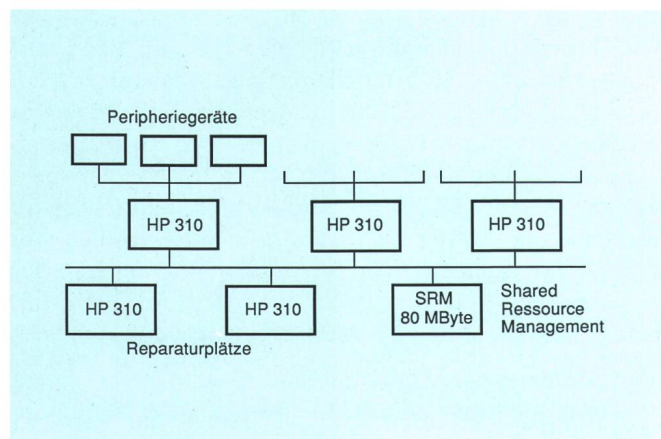 Peripheriegeräte
HP 310
HP 310
HP 310
HP 310
HP 310
SRM
80 MByte
Shared
Ressource
Management
Reparaturplätze